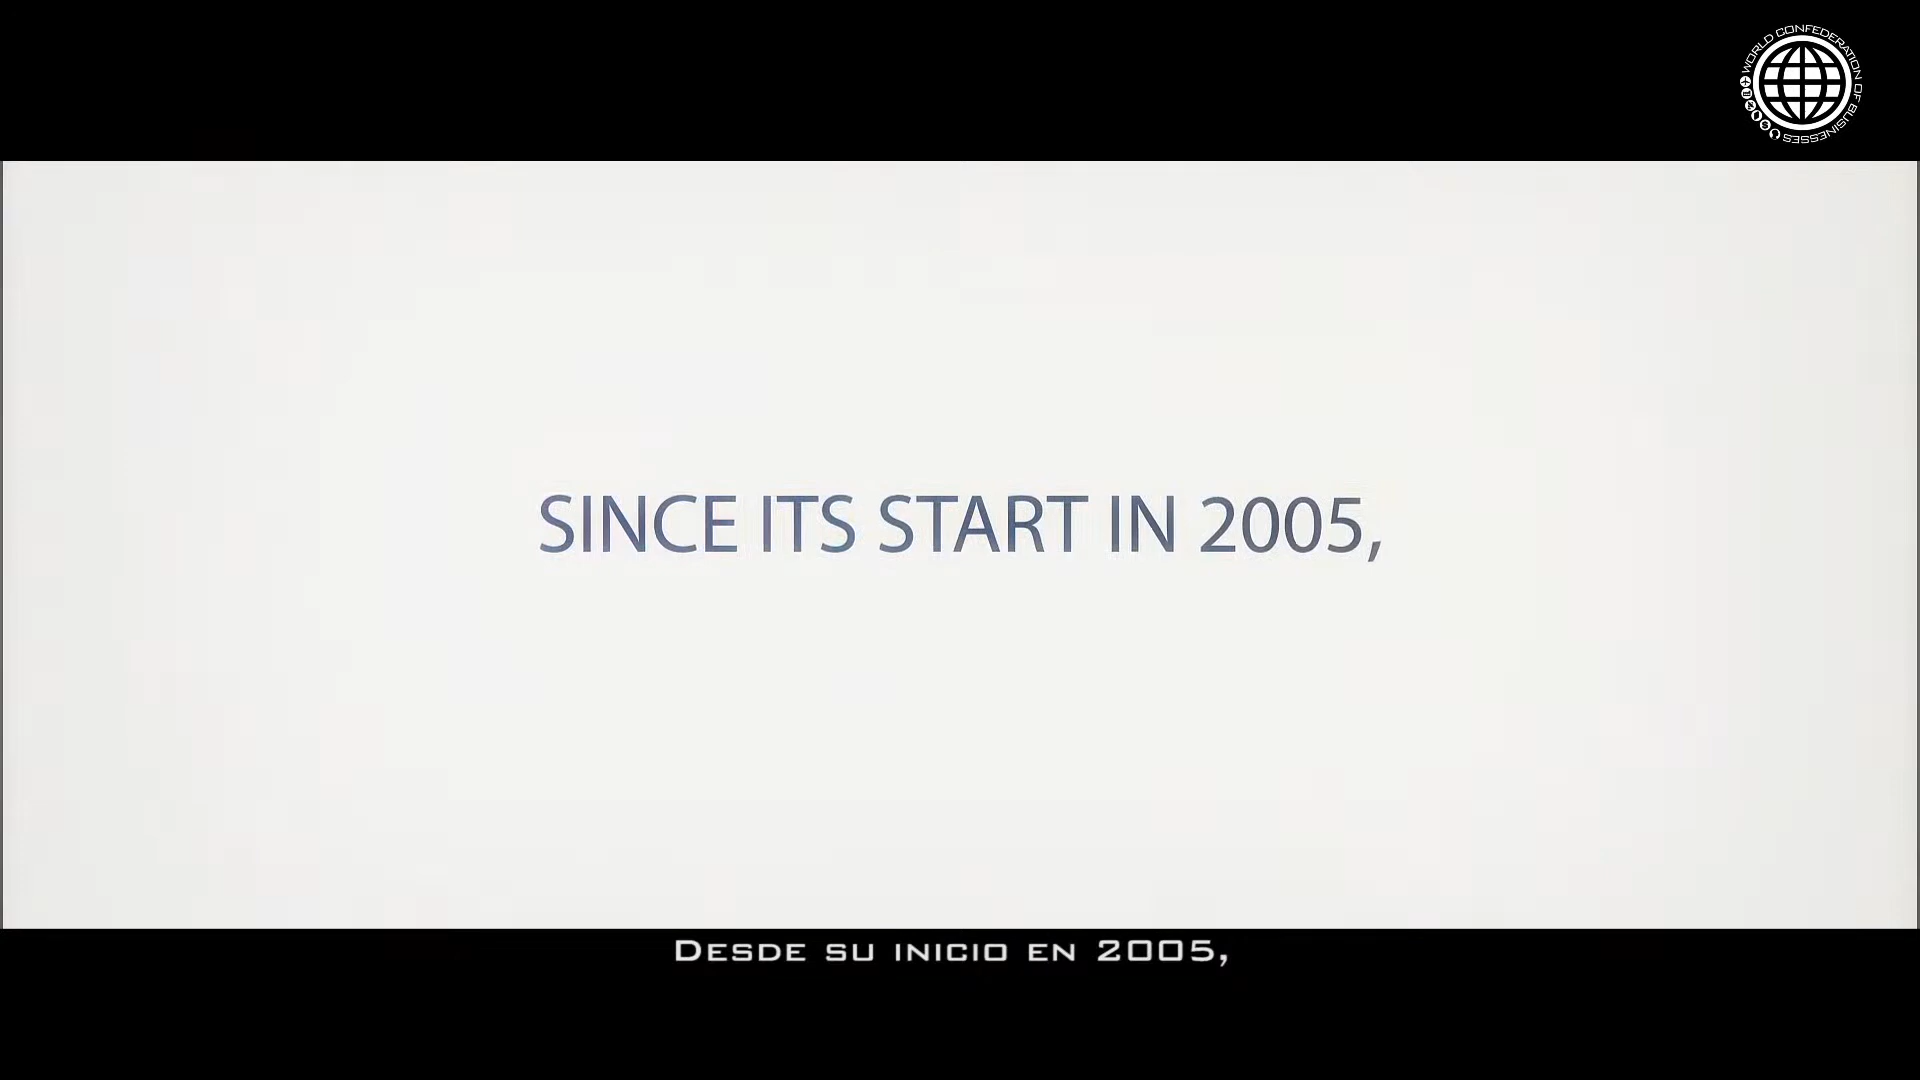 WORLD CONFEDERATION OF BUSINESSES
SINCE ITS START IN 2005,
Desde su inicio en 2005,